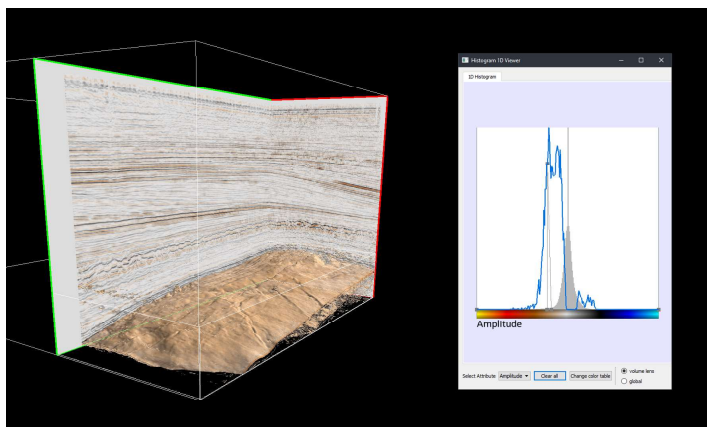 Histogram 1D Viewer
1D Histogram
Amplitude
Select Attribute Amplitude Clear all Change color table volume lens
global